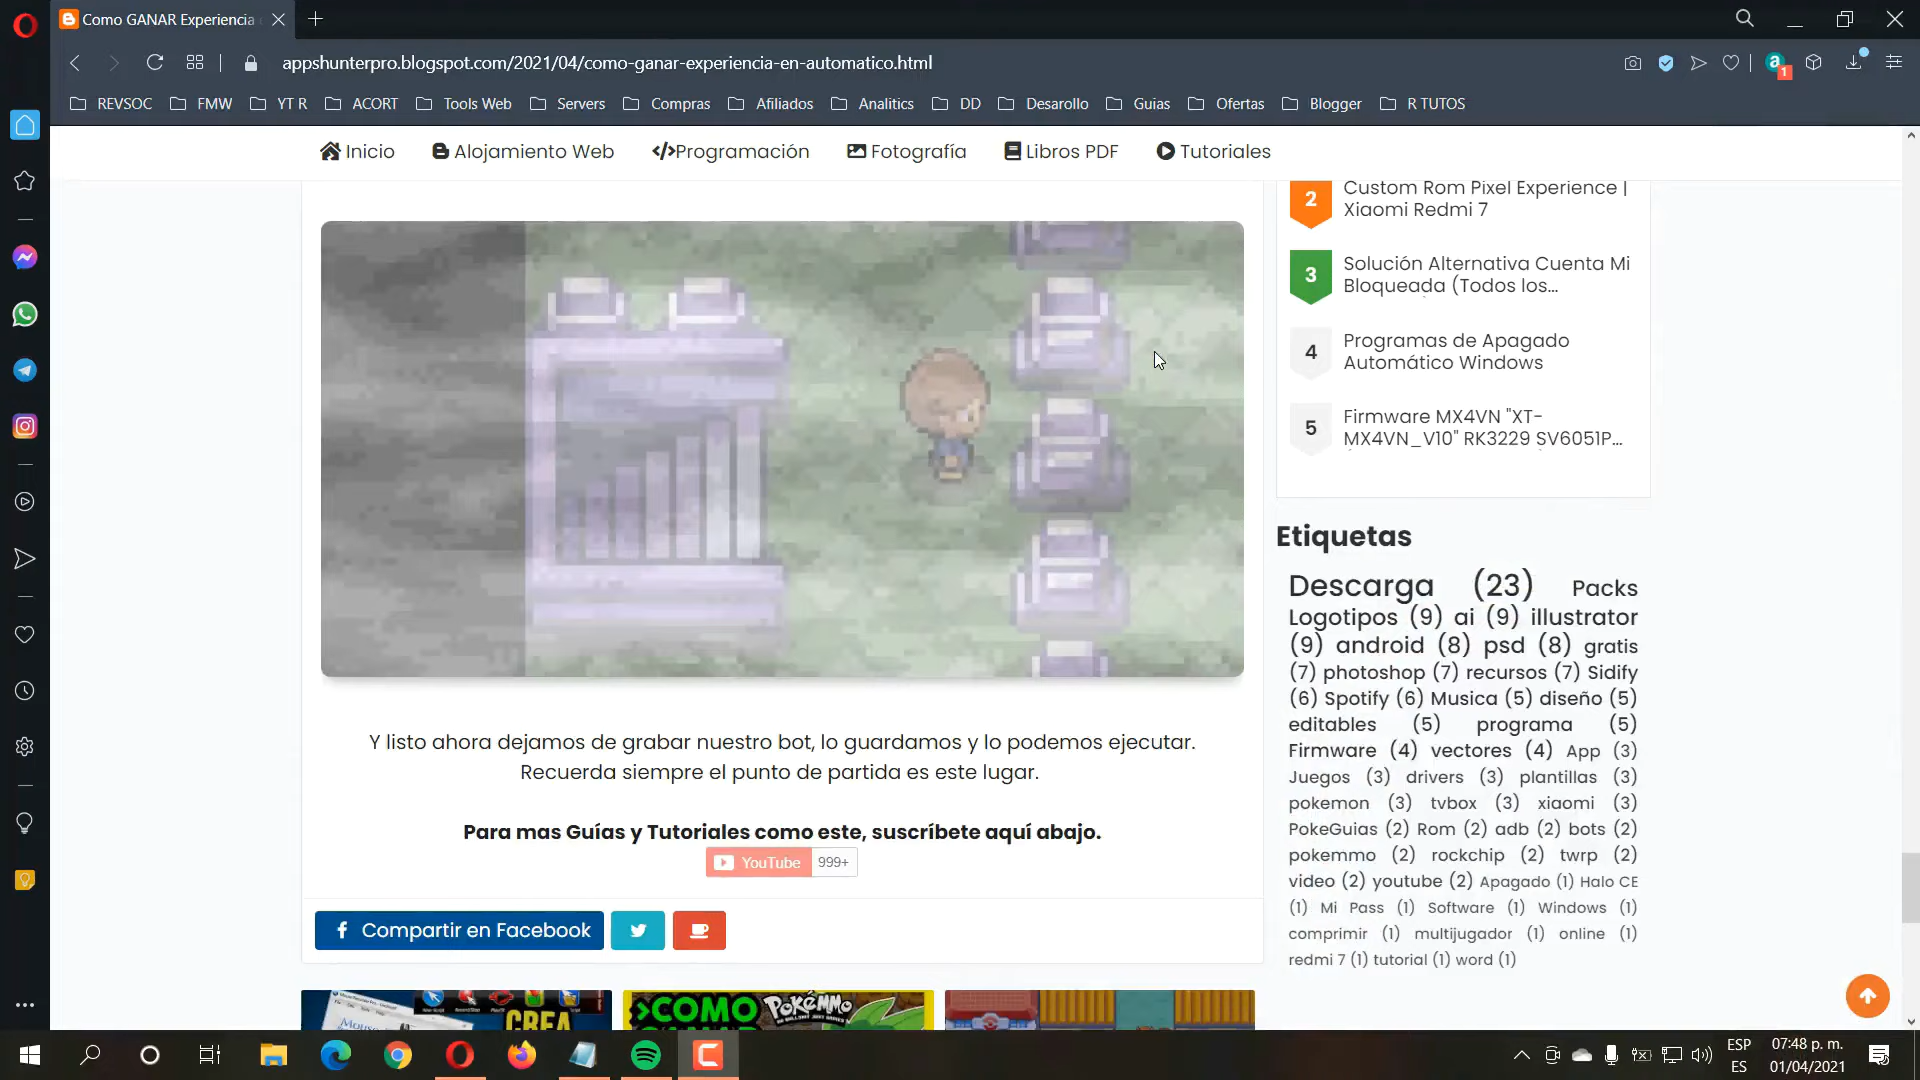 Como GANAR Experiencia
appshunterpro.blogspot.com/2021/04/como-ganar-experiencia-en-automatico.html
a
1
REVSOC FMW YT R ACORT Tools Web Servers Compras Afiliados Analitics DD Desarollo Guias Ofertas Blogger R TUTOS
Inicio Alojamiento Web Programación Fotografía Libros PDF Tutoriales
2 Custom Rom Pixel Experience |
Xiaomi Redmi 7
3 Solución Alternativa Cuenta Mi
Bloqueada (Todos los...
4 Programas de Apagado
Automático Windows
5 Firmware MX4VN "XT-
MX4VN_V10" RK3229 SV6051P...
Y listo ahora dejamos de grabar nuestro bot, lo guardamos y lo podemos ejecutar.
Recuerda siempre el punto de partida es este lugar.
Para mas Guías y Tutoriales como este, suscríbete aquí abajo.
YouTube 999+
Compartir en Facebook
Etiquetas
Descarga (23) Packs
Logotipos (9) ai (9) illustrator
(9) android (8) psd (8) gratis
(7) photoshop (7) recursos (7) Sidify
(6) Spotify (6) Musica (5) diseño (5)
editables (5) programa (5)
Firmware (4) vectores (4) App (3)
Juegos (3) drivers (3) plantillas (3)
pokemon (3) tvbox (3) xiaomi (3)
PokeGuias (2) Rom (2) adb (2) bots (2)
pokemmo (2) rockchip (2) twrp (2)
video (2) youtube (2) Apagado (1) Halo CE
(1) Mi Pass (1) Software (1) Windows (1)
comprimir (1) multijugador (1) online (1)
redmi 7 (1) tutorial (1) word (1)
CREA
>COMO
POKéMMO
ESP
ES
07:48 p. m.
01/04/2021